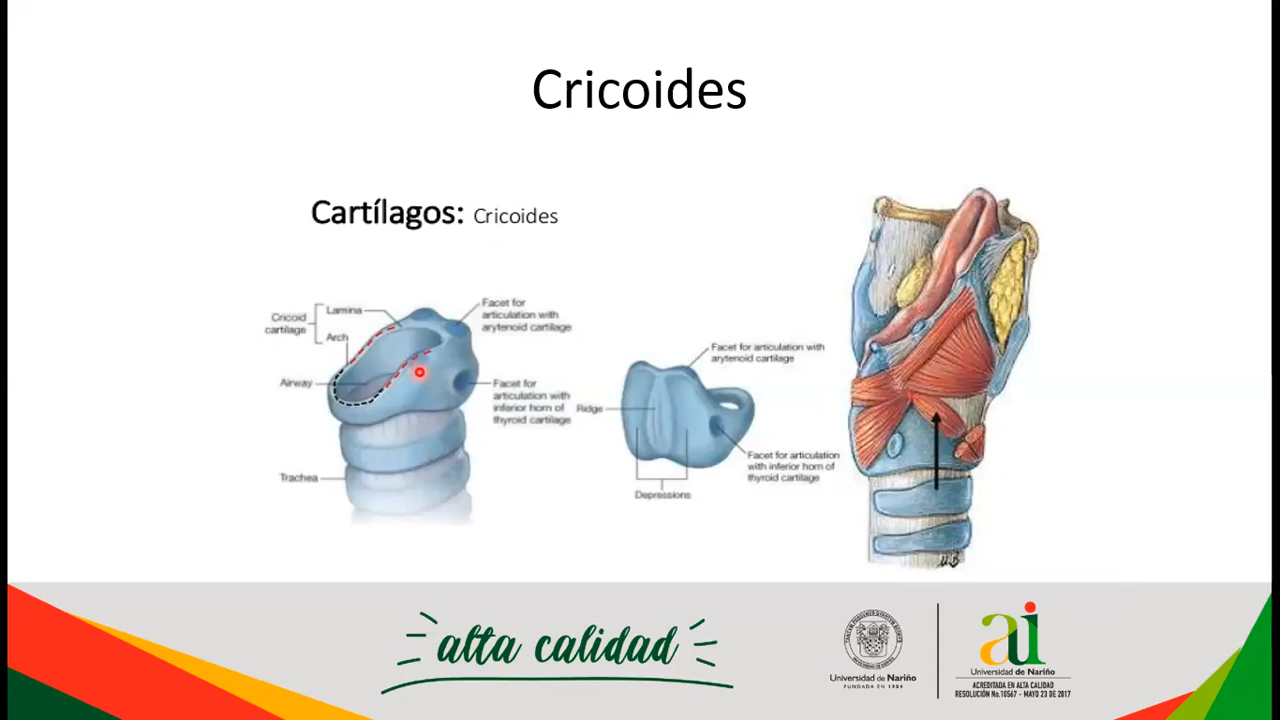 Cricoides
Cartílagos: Cricoides
Cricoid
cartilage
Lamina
Arch
Airway
Trachea
Facet for
articulation with
arytenoid cartilage
Facet for
articulation with
inferior horn of
thyroid cartilage
Facet for articulation with
arytenoid cartilage
Ridge
Facet for articulation
with inferior horn of
thyroid cartilage
Depressions
alta calidad
Universidad de Nariño
FUNDADA EN 1904
Universidad de Nariño
ACREDITADA EN ALTA CALIDAD
RESOLUCIÓN No.10567 - MAYO 23 DE 2017